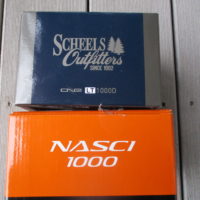 SCHEELS
Outfitters
SINCE 1902
LT 1000D
NASCI
1000